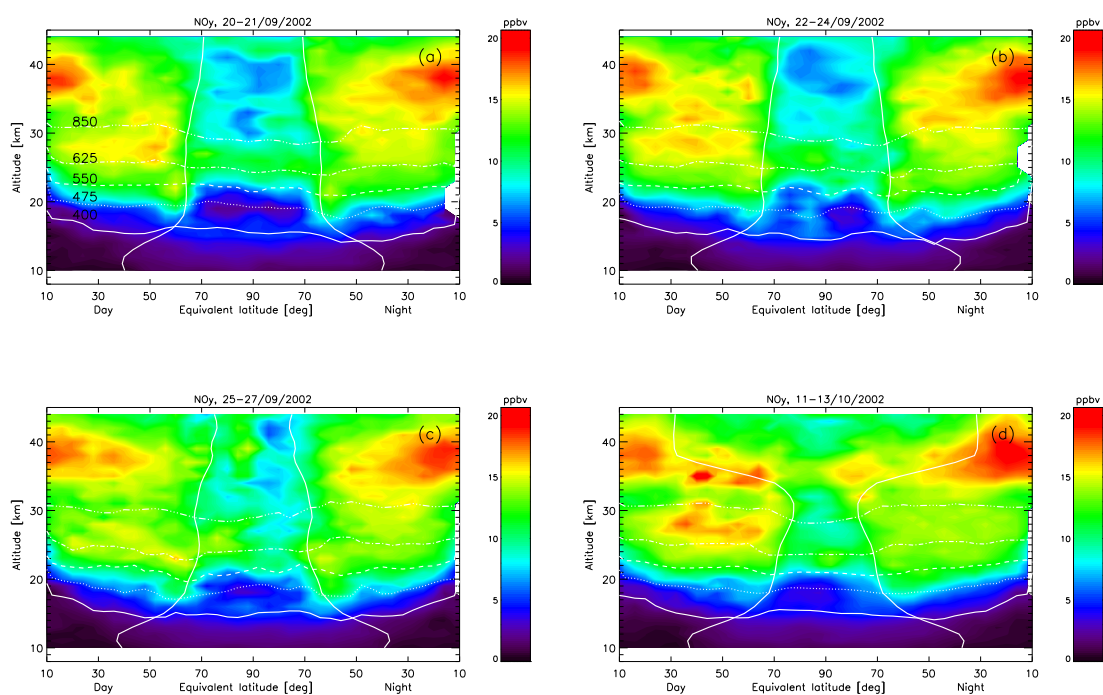 NOy, 20-21/09/2002
ppbv
(a)
20
15
10
5
0
40
30
20
10
Altitude [km]
850
625
550
475
400
10 30 50 70 90 70 50 30 10
Day Equivalent latitude [deg] Night
NOy, 22-24/09/2002
ppbv
(b)
20
15
10
5
0
40
30
20
10
Altitude [km]
10 30 50 70 90 70 50 30 10
Day Equivalent latitude [deg] Night
NOy, 25-27/09/2002
ppbv
(c)
20
15
10
5
0
40
30
20
10
Altitude [km]
10 30 50 70 90 70 50 30 10
Day Equivalent latitude [deg] Night
NOy, 11-13/10/2002
ppbv
(d)
20
15
10
5
0
40
30
20
10
Altitude [km]
10 30 50 70 90 70 50 30 10
Day Equivalent latitude [deg] Night